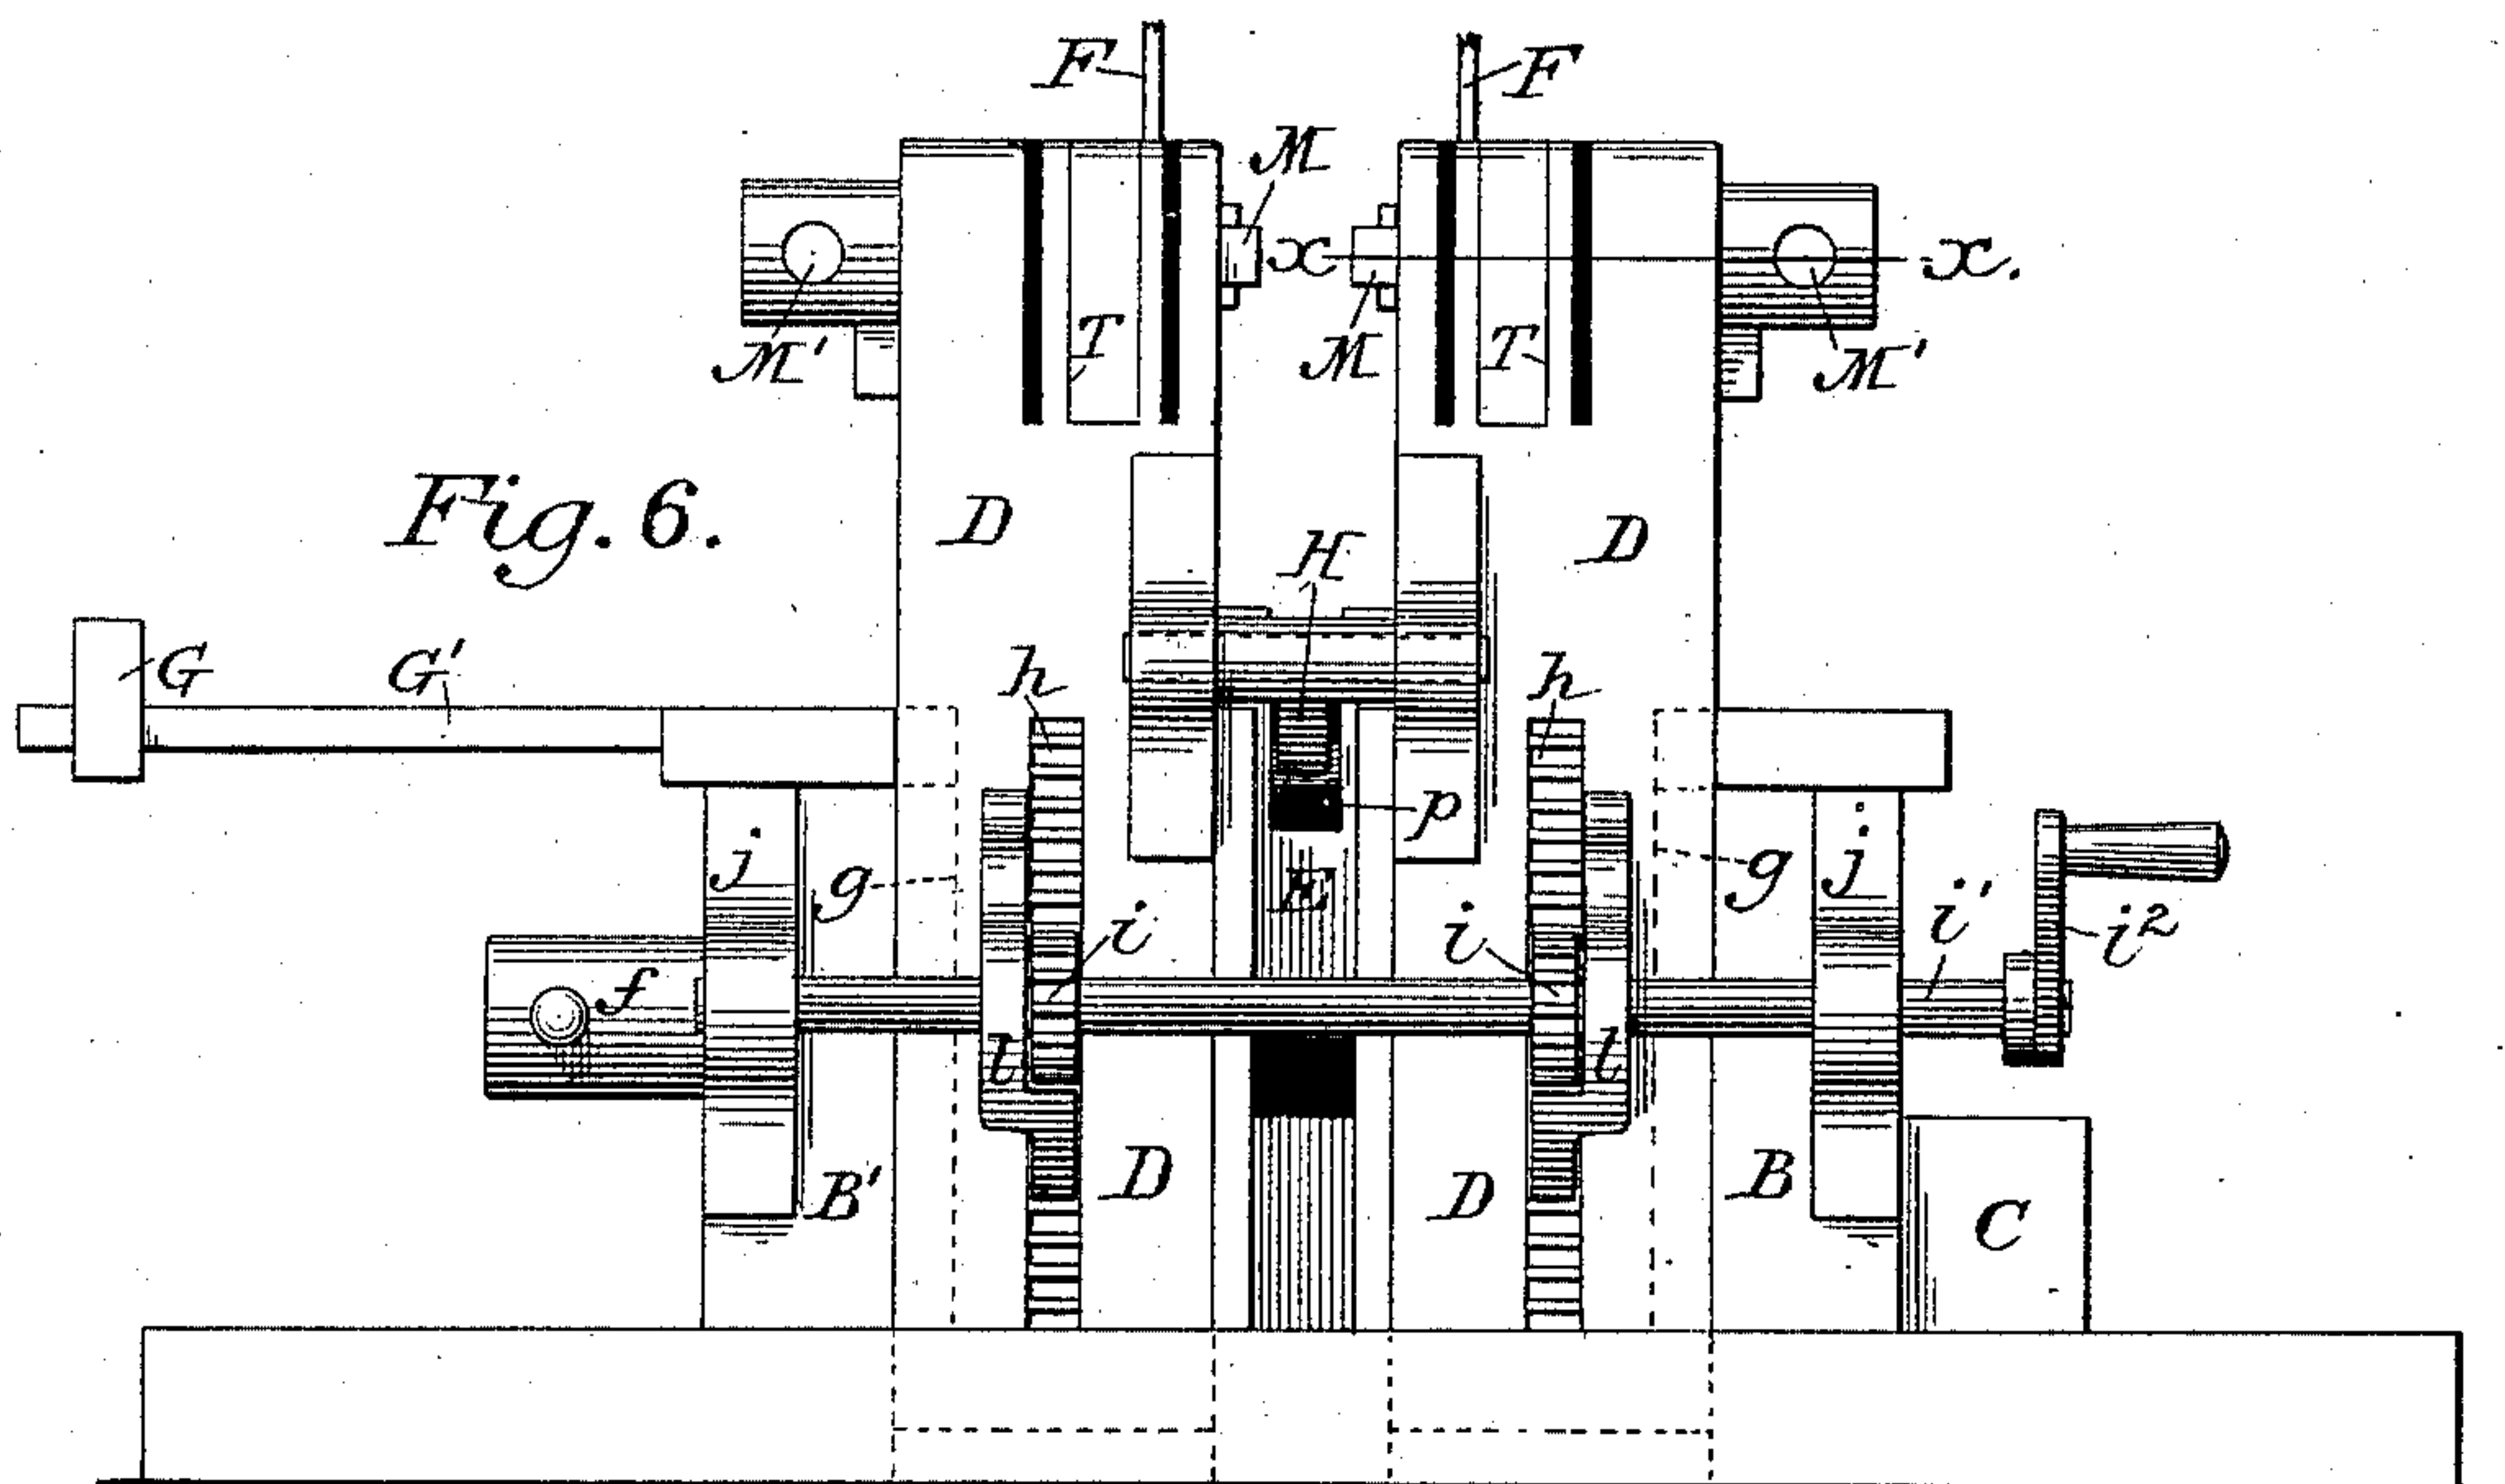 F F
M
x x.
T T
M' M M'
Fig. 6.
D D
H
G G' h h
p
j g g j
E
i i i' i²
f
l l
B' D D B
C